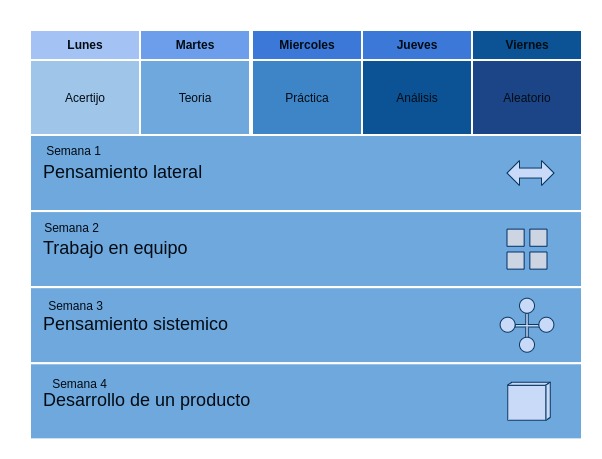 Lunes Martes Miercoles Jueves Viernes
Acertijo Teoria Práctica Análisis Aleatorio
Semana 1
Pensamiento lateral
Semana 2
Trabajo en equipo
Semana 3
Pensamiento sistemico
Semana 4
Desarrollo de un producto